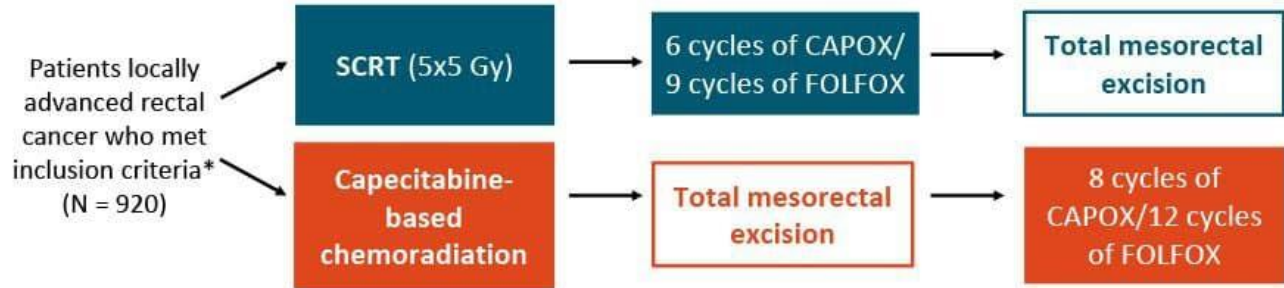 Patients locally
advanced rectal
cancer who met
inclusion criteria*
(N = 920)
SCRT (5x5 Gy)
6 cycles of CAPOX/
9 cycles of FOLFOX
Total mesorectal
excision
Capecitabine-
based
chemoradiation
Total mesorectal
excision
8 cycles of
CAPOX/12 cycles
of FOLFOX